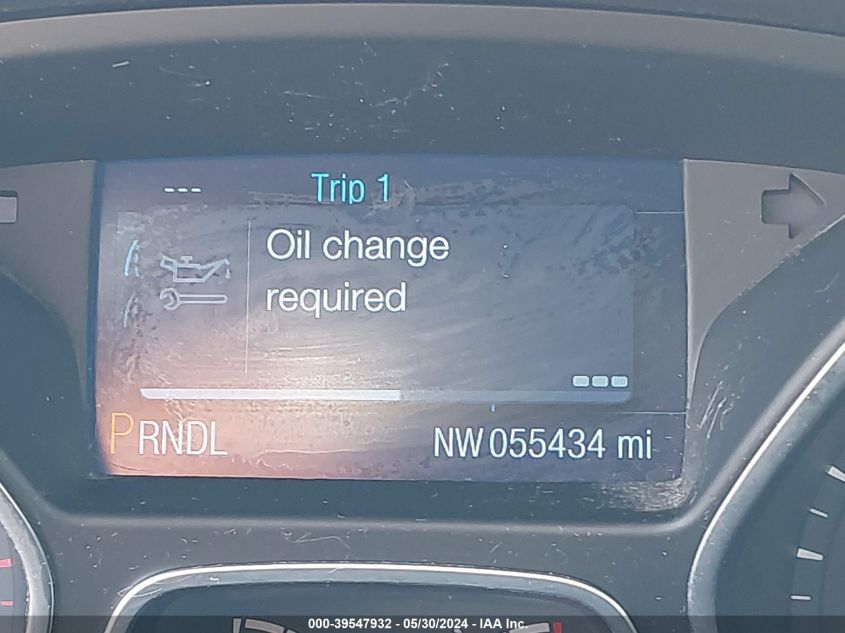 --- Trip 1
Oil change
required
PRNDL NW 055434 mi
000-39547932 - 05/30/2024 - IAA Inc.